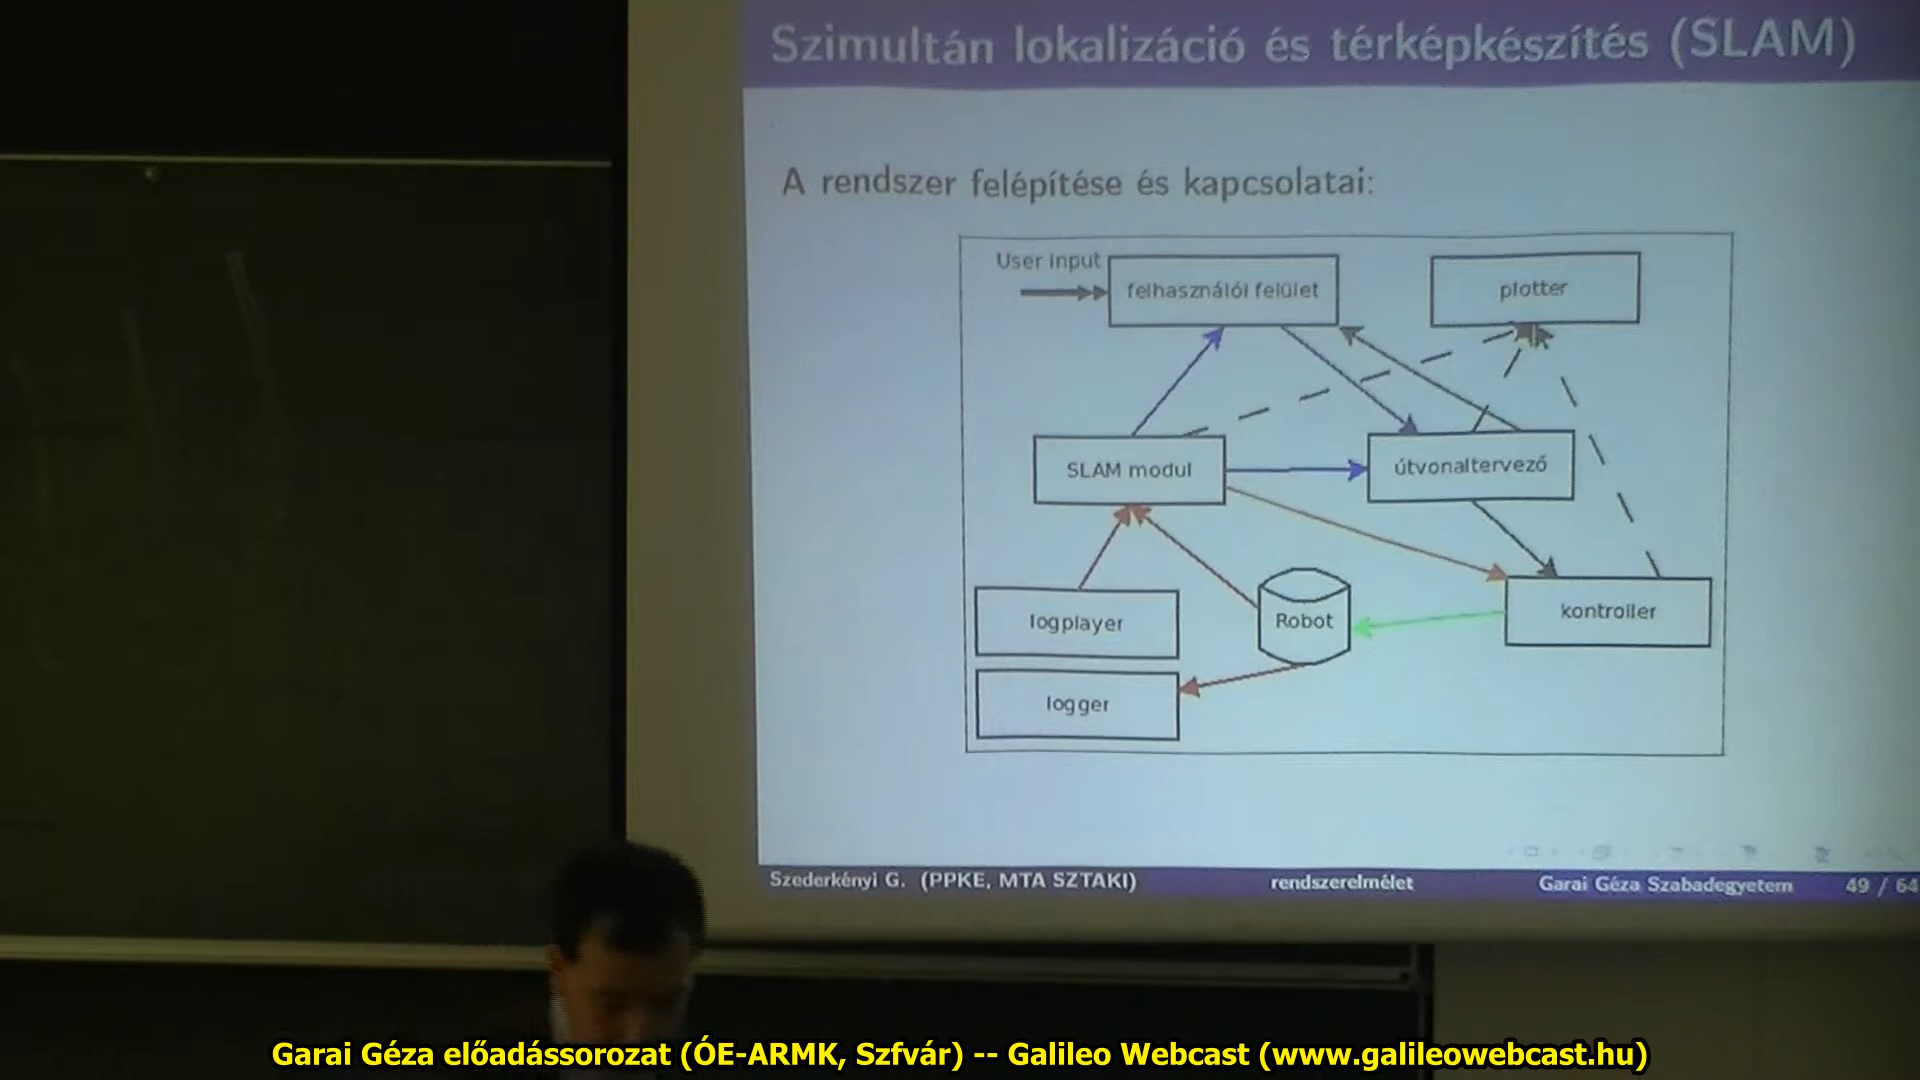 Szimultán lokalizáció és térképkészítés (SLAM)
A rendszer felépítése és kapcsolatai:
User input
felhasználói felület
plotter
SLAM modul
útvonaltervező
logplayer
Robot
kontroller
logger
Szederkényi G. (PPKE, MTA SZTAKI)
rendszerelmélet
Garai Géza Szabadegyetem
49 / 64
Garai Géza előadássorozat (ÓE-ARMK, Szfvár) -- Galileo Webcast (www.galileowebcast.hu)